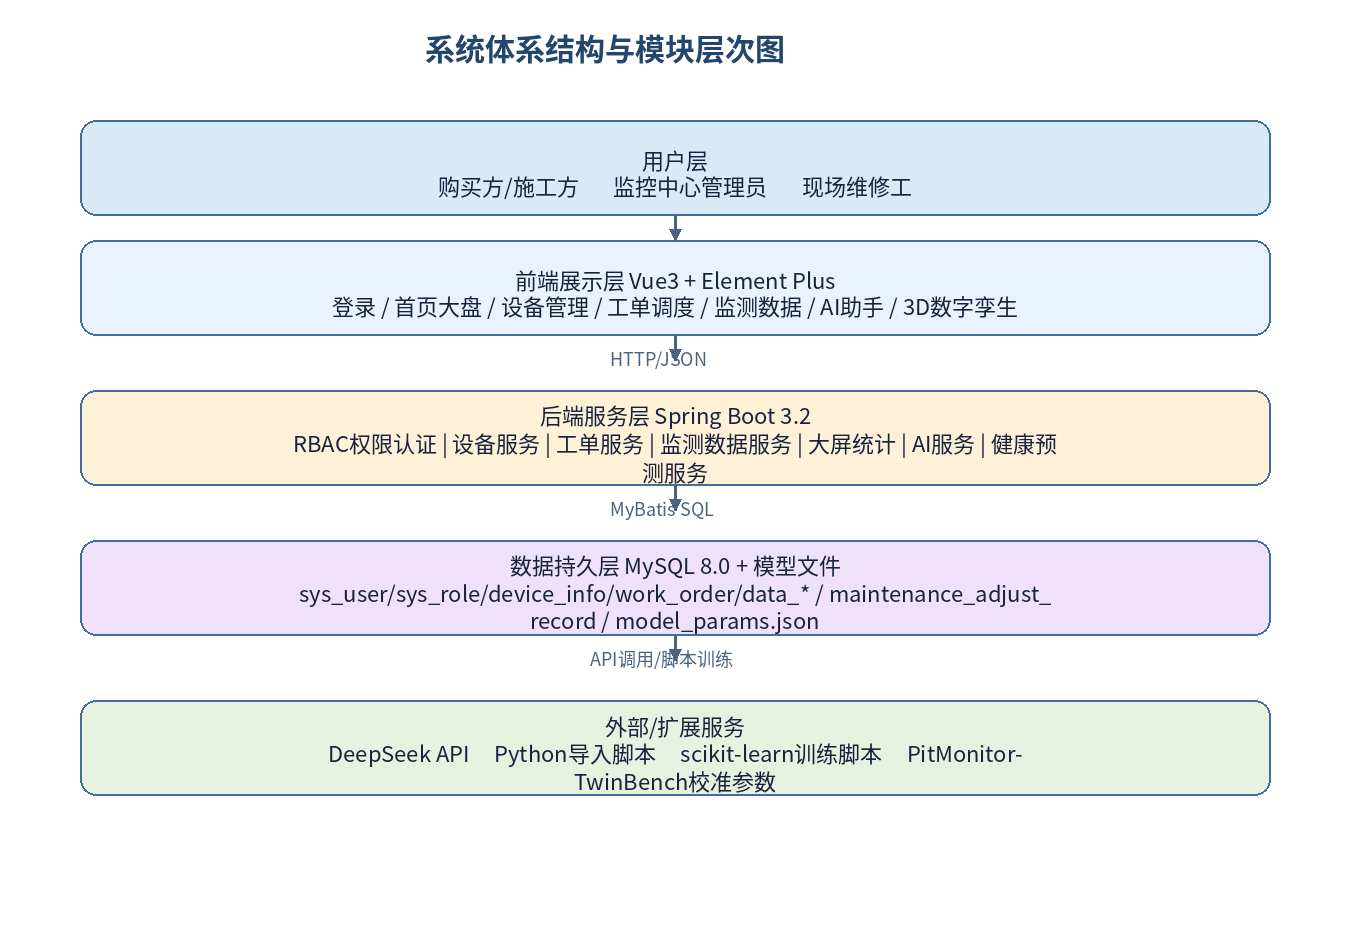 系统体系结构与模块层次图
用户层
购买方/施工方 监控中心管理员 现场维修工
前端展示层 Vue3 + Element Plus
登录 / 首页大盘 / 设备管理 / 工单调度 / 监测数据 / AI助手 / 3D数字孪生
HTTP/JSON
后端服务层 Spring Boot 3.2
RBAC权限认证 | 设备服务 | 工单服务 | 监测数据服务 | 大屏统计 | AI服务 | 健康预
测服务
MyBatis SQL
数据持久层 MySQL 8.0 + 模型文件
sys_user/sys_role/device_info/work_order/data_* / maintenance_adjust_
record / model_params.json
API调用/脚本训练
外部/扩展服务
DeepSeek API Python导入脚本 scikit-learn训练脚本 PitMonitor-
TwinBench校准参数